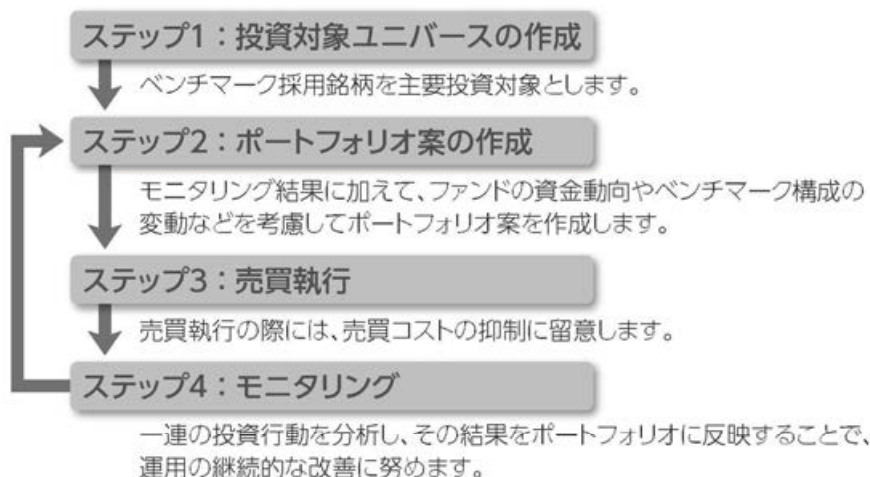 ステップ1：投資対象ユニバースの作成
ベンチマーク採用銘柄を主要投資対象とします。
ステップ2：ポートフォリオ案の作成
モニタリング結果に加えて、ファンドの資金動向やベンチマーク構成の
変動などを考慮してポートフォリオ案を作成します。
ステップ3：売買執行
売買執行の際には、売買コストの抑制に留意します。
ステップ4：モニタリング
一連の投資行動を分析し、その結果をポートフォリオに反映することで、
運用の継続的な改善に努めます。